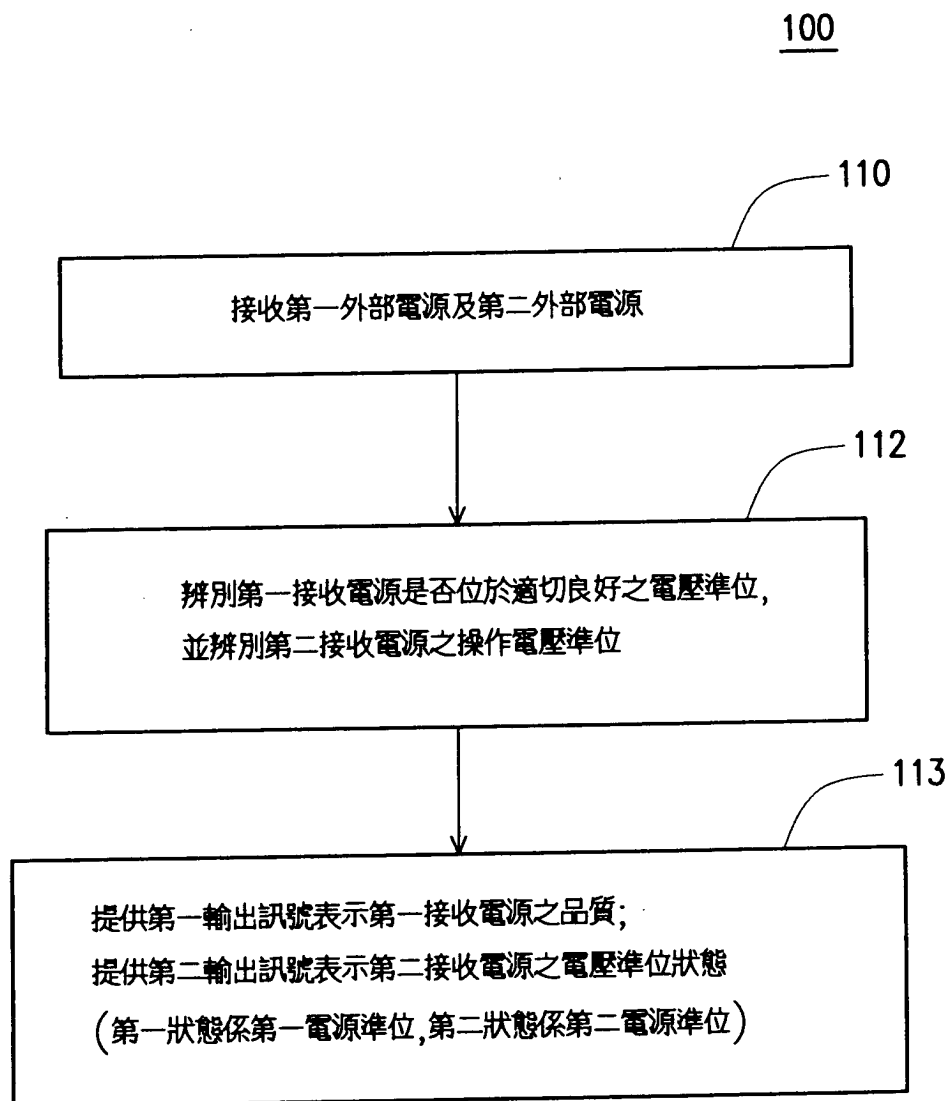 100
110
接收第一外部電源及第二外部電源
112
辨別第一接收電源是否位於適切良好之電壓準位,
並辨別第二接收電源之操作電壓準位
113
提供第一輸出訊號表示第一接收電源之品質;
提供第二輸出訊號表示第二接收電源之電壓準位狀態
(第一狀態係第一電源準位,第二狀態係第二電源準位)